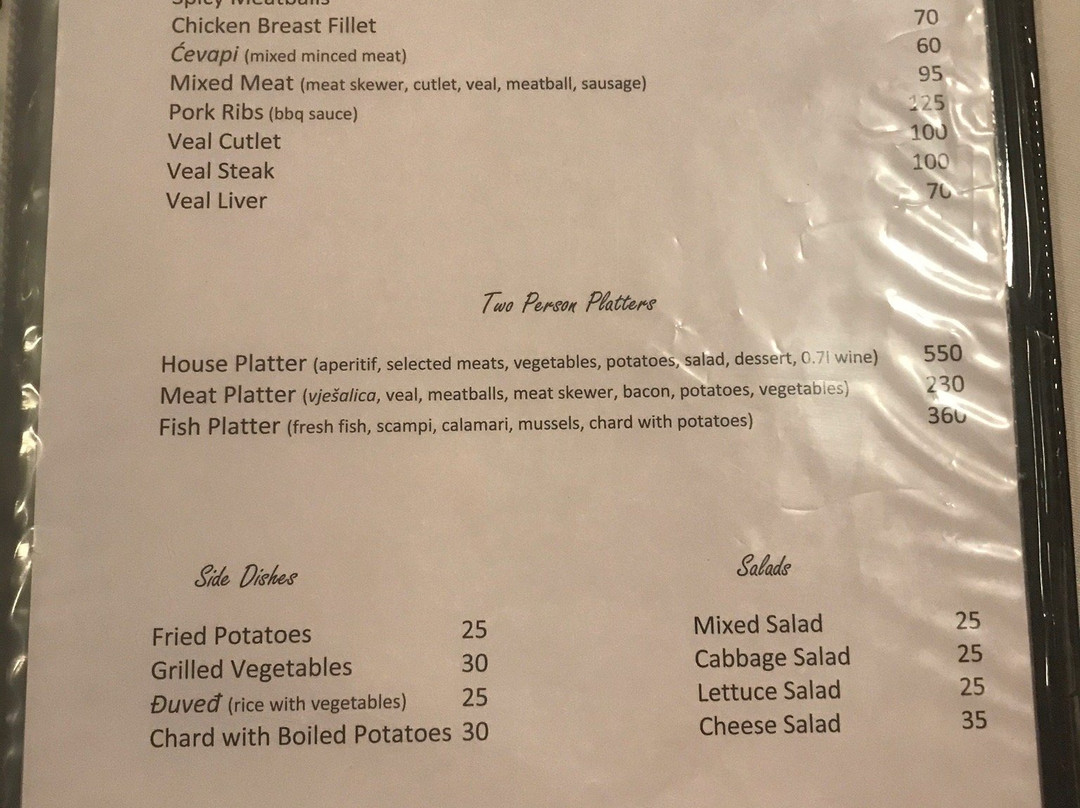 Spicy Meatballs
Chicken Breast Fillet 70
Ćevapi (mixed minced meat) 60
Mixed Meat (meat skewer, cutlet, veal, meatball, sausage) 95
Pork Ribs (bbq sauce) 125
Veal Cutlet 100
Veal Steak 100
Veal Liver 70
Two Person Platters
House Platter (aperitif, selected meats, vegetables, potatoes, salad, dessert, 0.7l wine) 550
Meat Platter (vješalica, veal, meatballs, meat skewer, bacon, potatoes, vegetables) 230
Fish Platter (fresh fish, scampi, calamari, mussels, chard with potatoes) 360
Side Dishes
Fried Potatoes 25
Grilled Vegetables 30
Đuveđ (rice with vegetables) 25
Chard with Boiled Potatoes 30
Salads
Mixed Salad 25
Cabbage Salad 25
Lettuce Salad 25
Cheese Salad 35